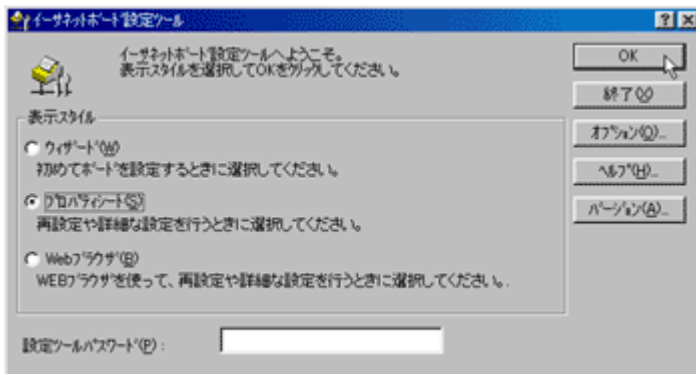 イーサネットボード設定ツール
イーサネットボード設定ツールへようこそ。
表示スタイルを選択してOKをクリックしてください。
OK
終了(X)
オプション(O)...
ヘルプ(H)...
バージョン(A)...
表示スタイル
ウィザード(W)
初めてボードを設定するときに選択してください。
プロパティシート(S)
再設定や詳細な設定を行うときに選択してください。
Webブラウザ(B)
WEBブラウザを使って、再設定や詳細な設定を行うときに選択してください。
設定ツールパスワード(P) :